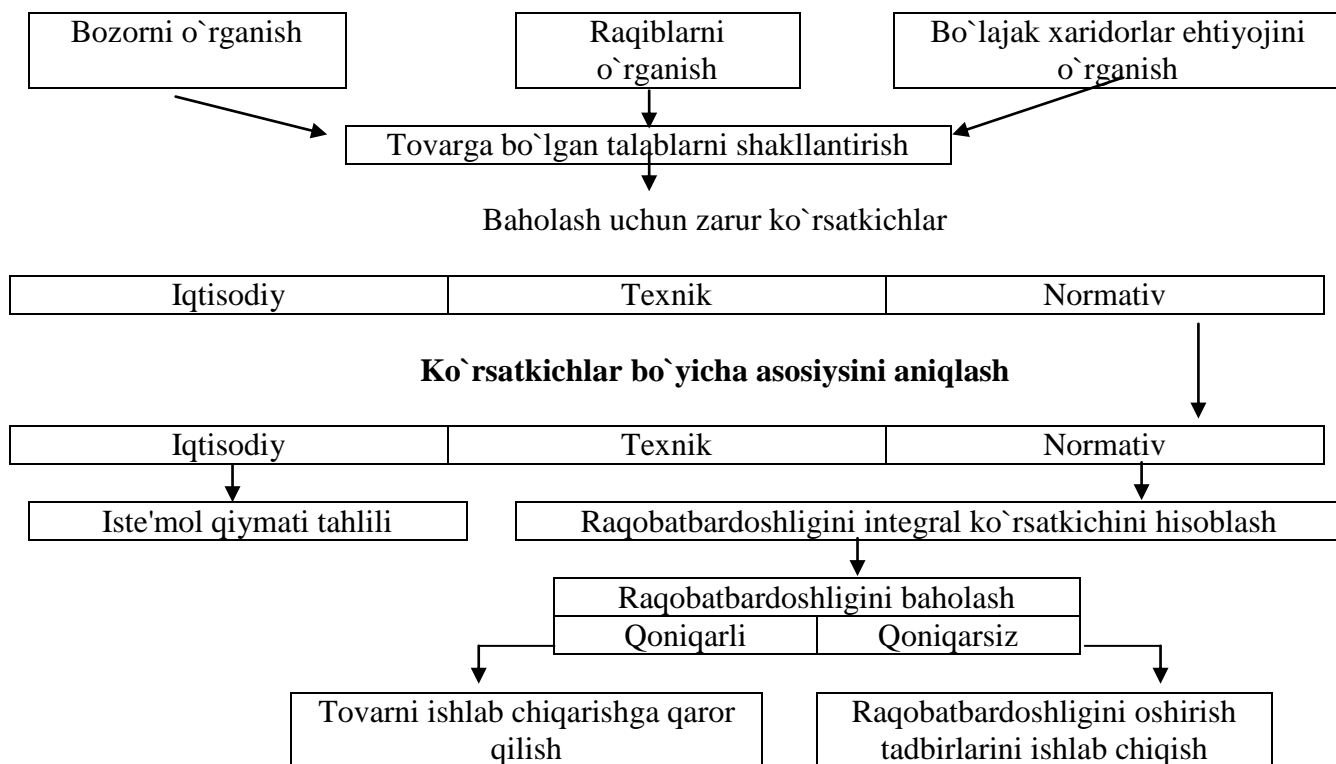 Bozorni o`rganish
Raqiblarni
o`rganish
Bo`lajak xaridorlar ehtiyojini
o`rganish
Tovarga bo`lgan talablarni shakllantirish
Baholash uchun zarur ko`rsatkichlar
Iqtisodiy
Texnik
Normativ
Ko`rsatkichlar bo`yicha asosiysini aniqlash
Iqtisodiy
Texnik
Normativ
Iste'mol qiymati tahlili
Raqobatbardoshligini integral ko`rsatkichini hisoblash
Raqobatbardoshligini baholash
Qoniqarli
Qoniqarsiz
Tovarni ishlab chiqarishga qaror
qilish
Raqobatbardoshligini oshirish
tadbirlarini ishlab chiqish